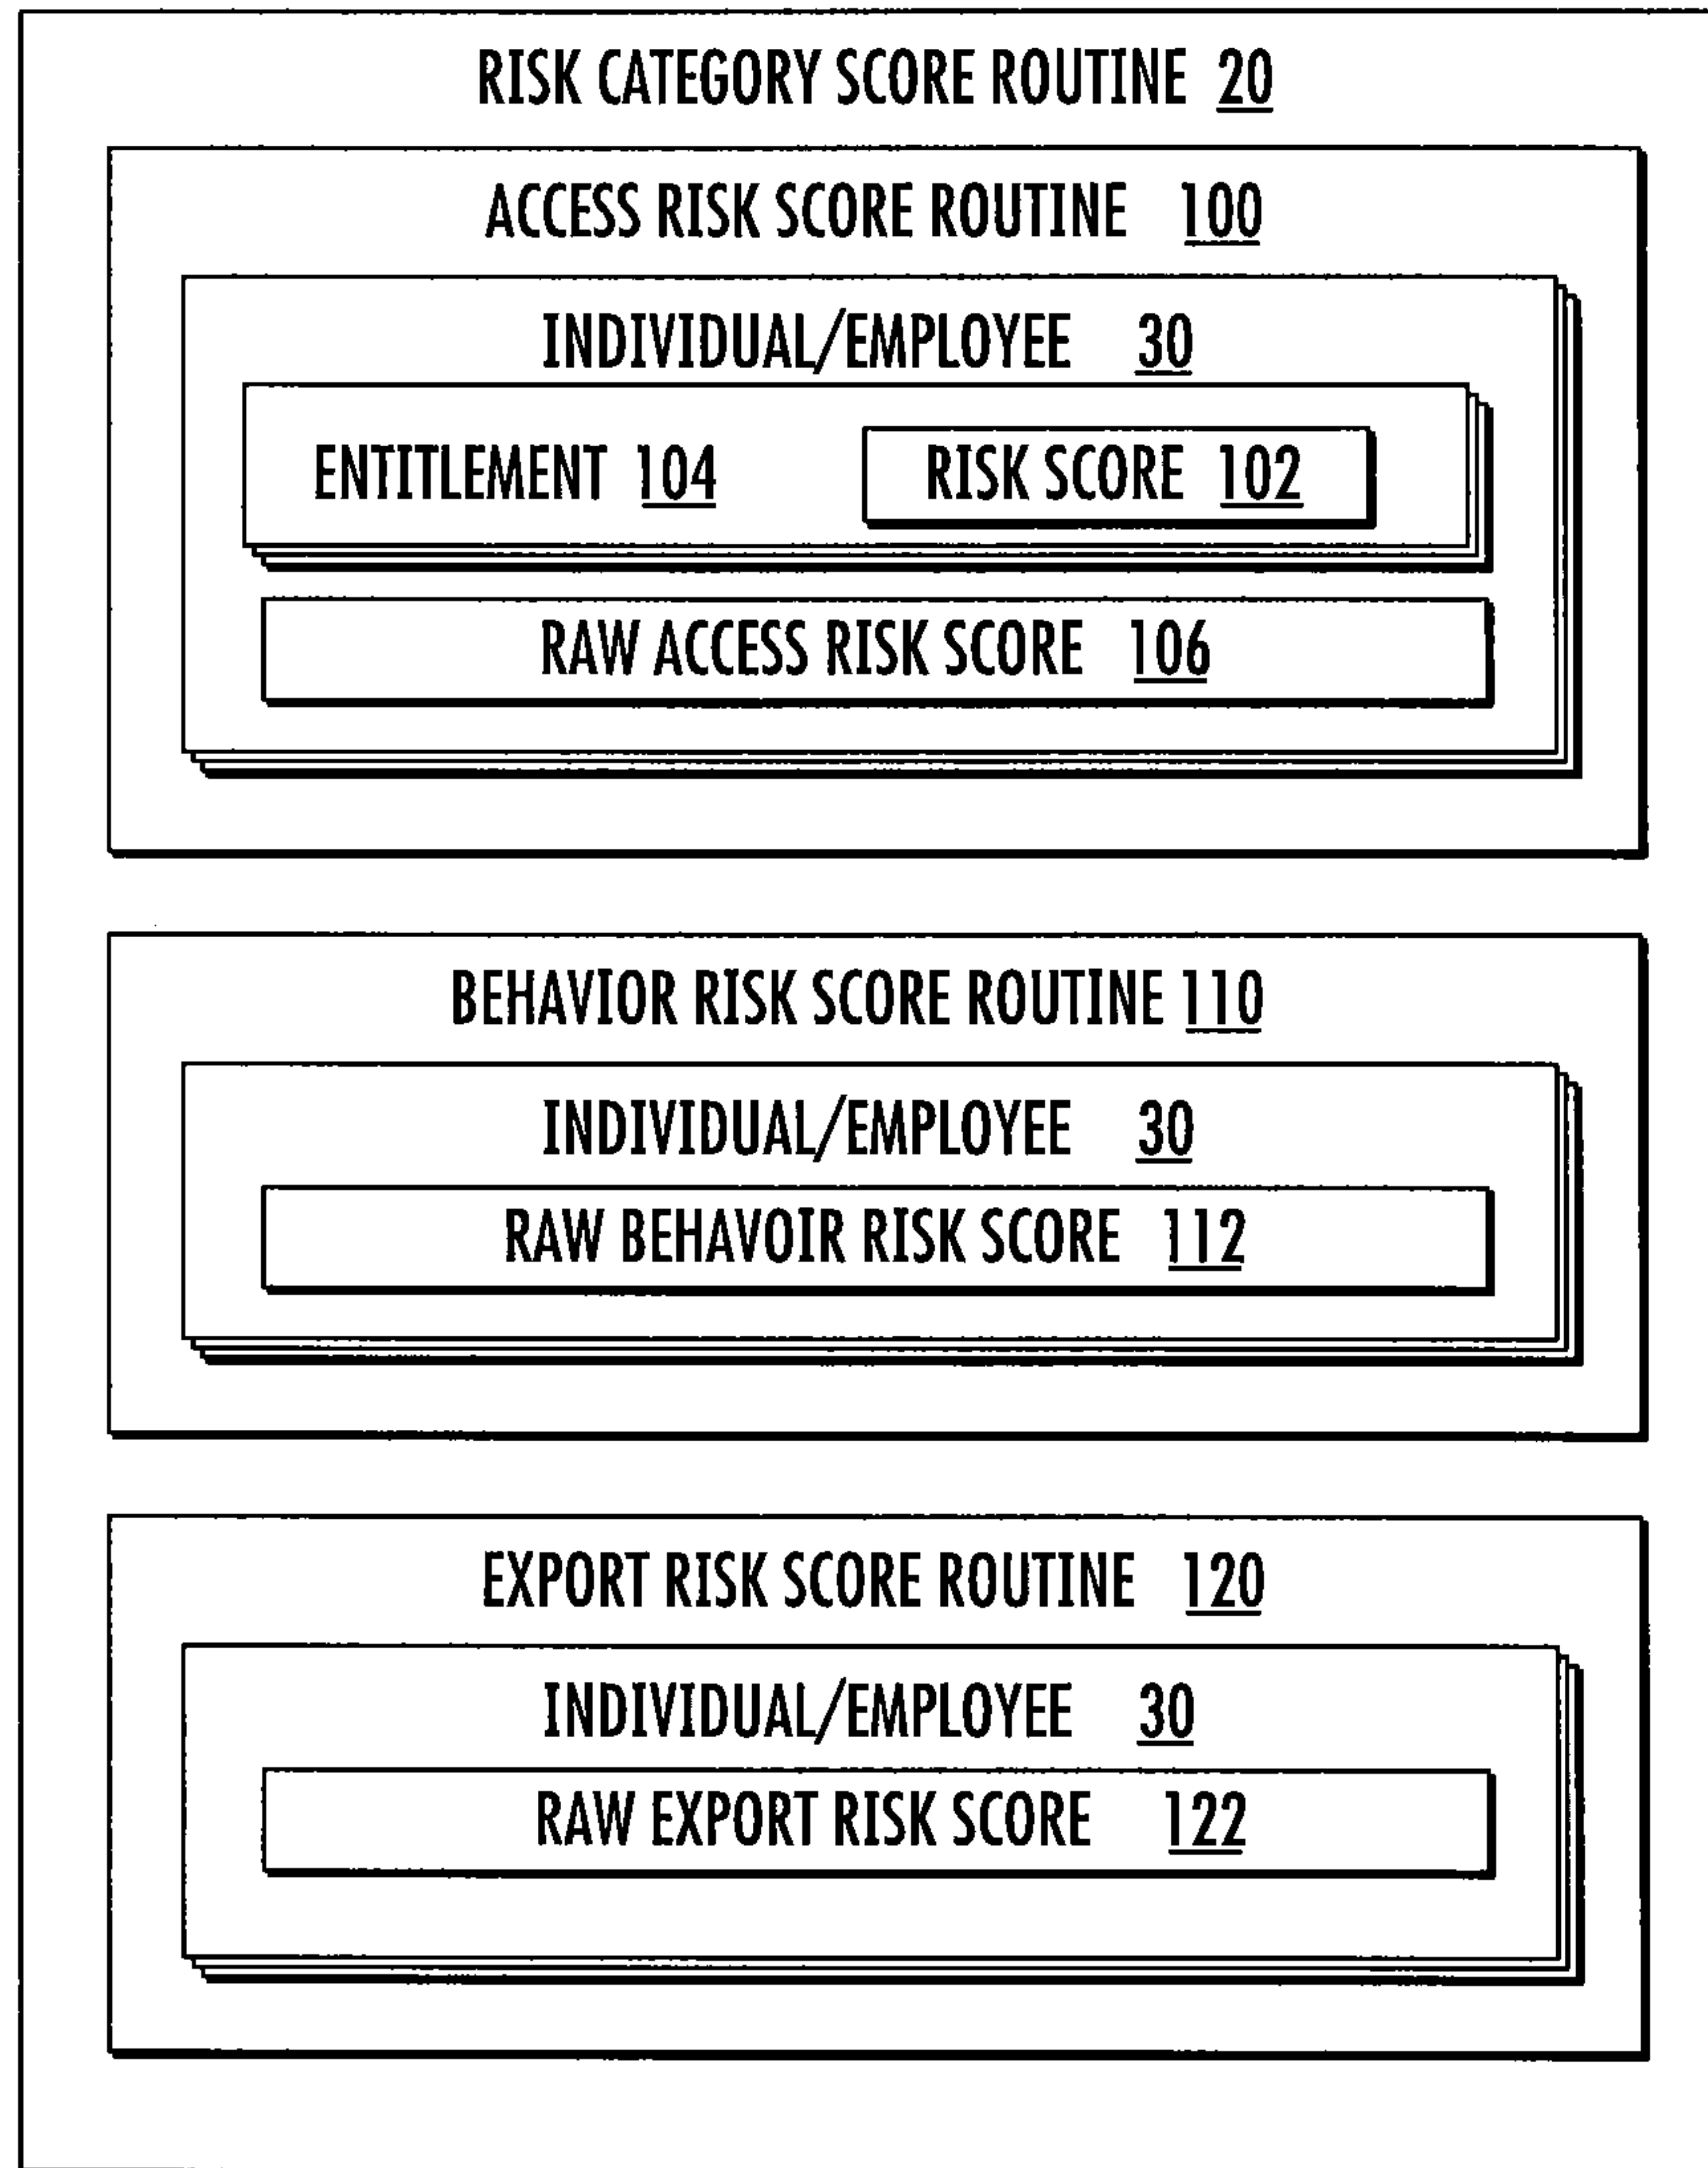 RISK CATEGORY SCORE ROUTINE 20
ACCESS RISK SCORE ROUTINE 100
INDIVIDUAL/EMPLOYEE 30
ENTITLEMENT 104 RISK SCORE 102
RAW ACCESS RISK SCORE 106
BEHAVIOR RISK SCORE ROUTINE 110
INDIVIDUAL/EMPLOYEE 30
RAW BEHAVOIR RISK SCORE 112
EXPORT RISK SCORE ROUTINE 120
INDIVIDUAL/EMPLOYEE 30
RAW EXPORT RISK SCORE 122